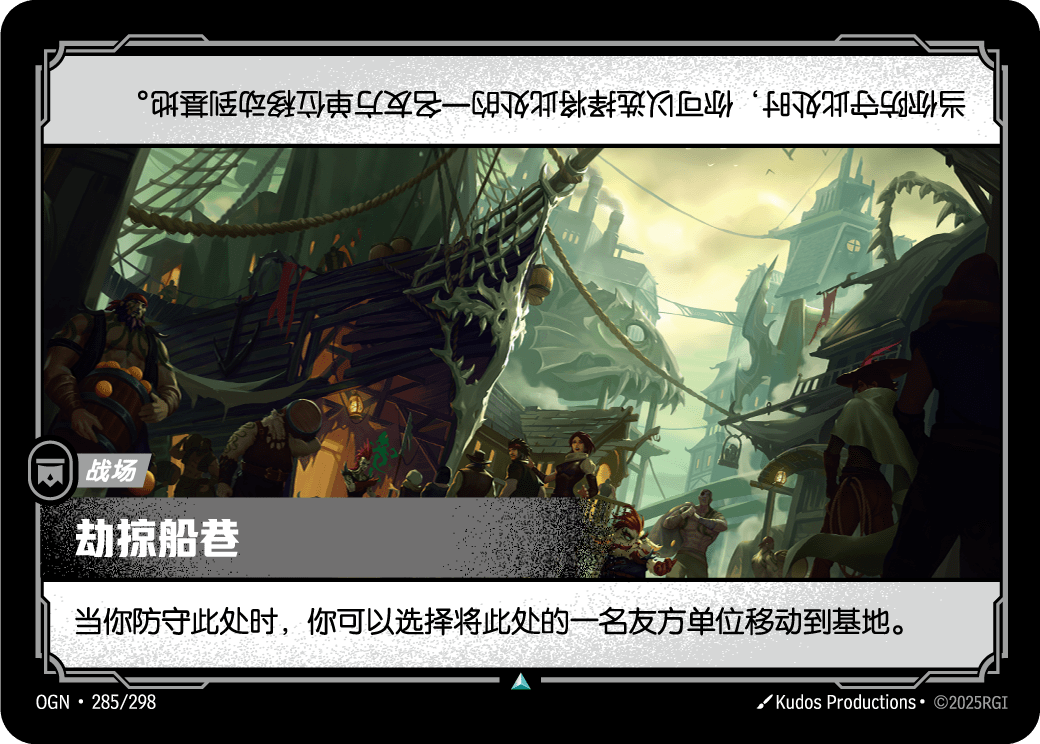 当你防守此处时，你可以选择将此处的一名友方单位移动到基地。
战场
劫掠船巷
当你防守此处时，你可以选择将此处的一名友方单位移动到基地。
OGN • 285/298
Kudos Productions • ©2025RGI